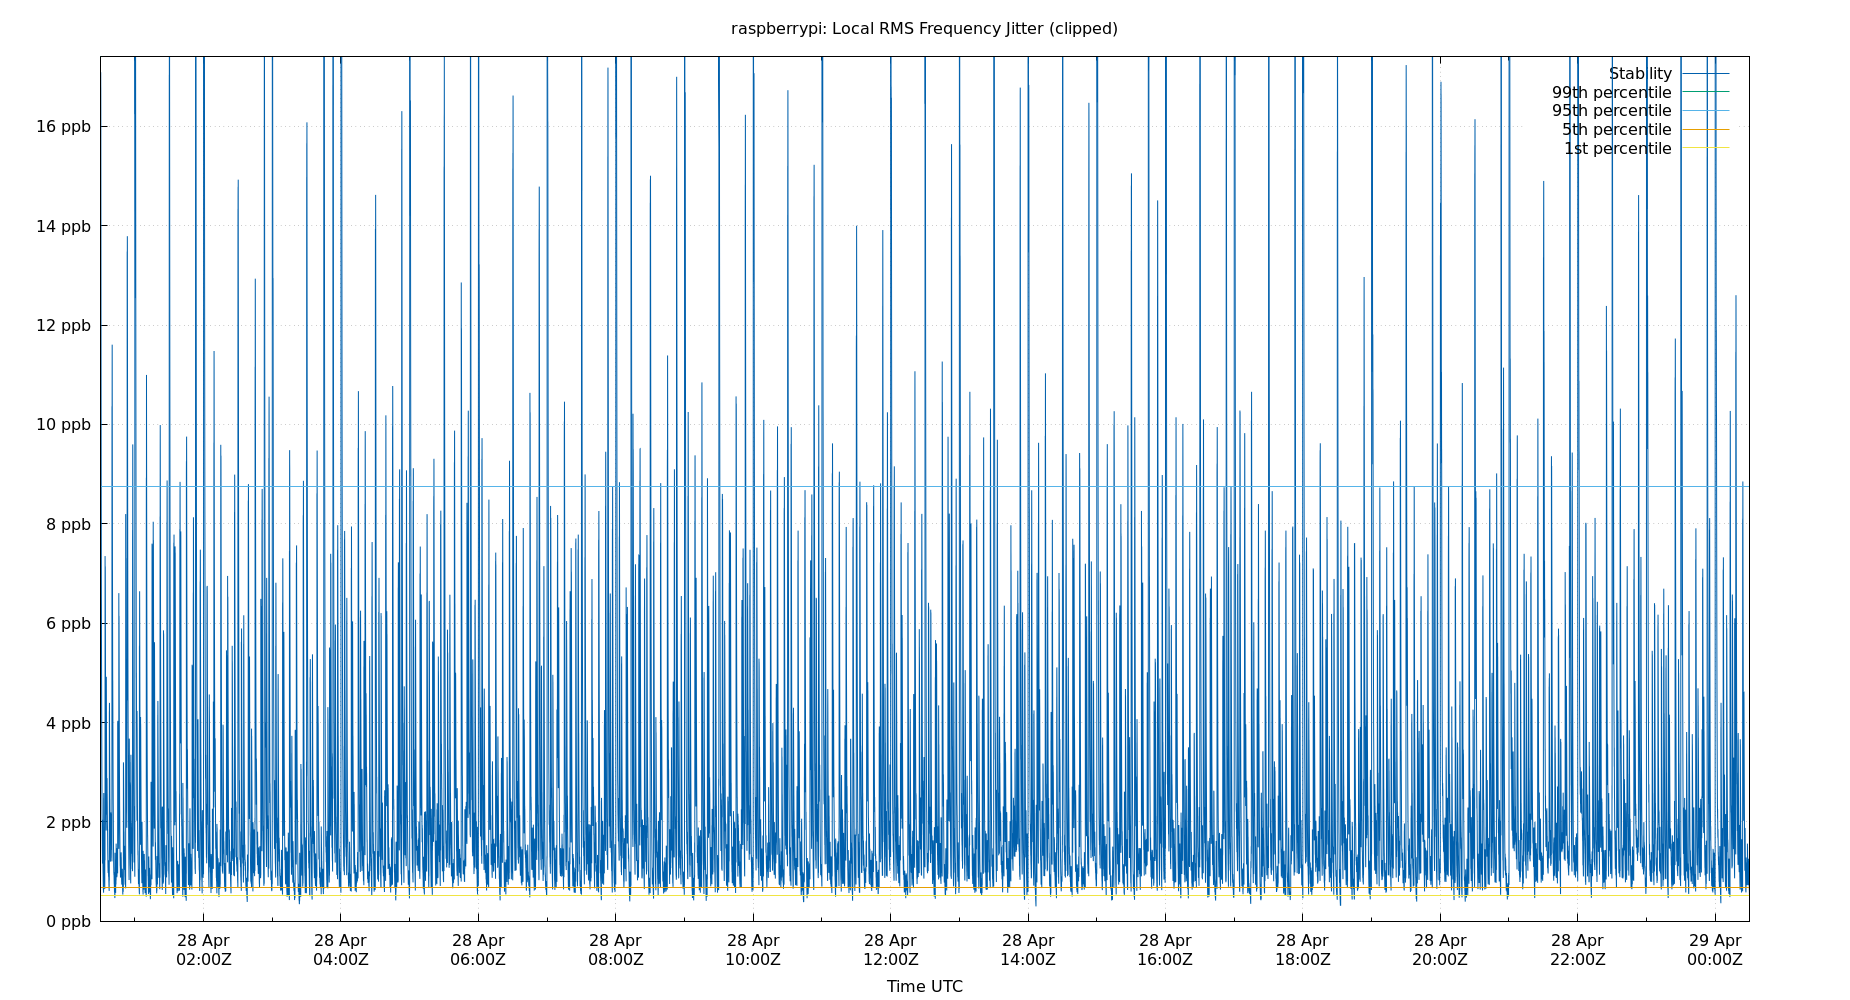 raspberrypi: Local RMS Frequency Jitter (clipped)
Stability
99th percentile
95th percentile
5th percentile
1st percentile
16 ppb
14 ppb
12 ppb
10 ppb
8 ppb
6 ppb
4 ppb
2 ppb
0 ppb
28 Apr 28 Apr 28 Apr 28 Apr 28 Apr 28 Apr 28 Apr 28 Apr 28 Apr 28 Apr 28 Apr 29 Apr
02:00Z 04:00Z 06:00Z 08:00Z 10:00Z 12:00Z 14:00Z 16:00Z 18:00Z 20:00Z 22:00Z 00:00Z
Time UTC